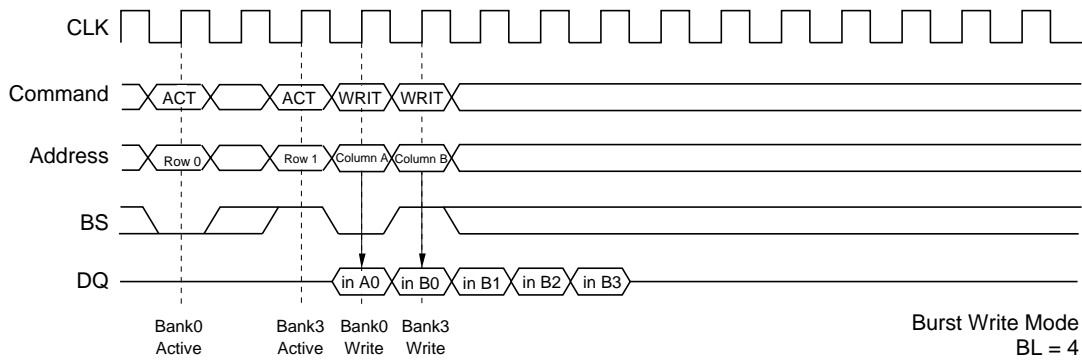 CLK
Command ACT ACT WRIT WRIT
Address Row 0 Row 1 Column A Column B
BS
DQ in A0 in B0 in B1 in B2 in B3
Bank0 Bank3 Bank0 Bank3
Active Active Write Write
Burst Write Mode
BL = 4